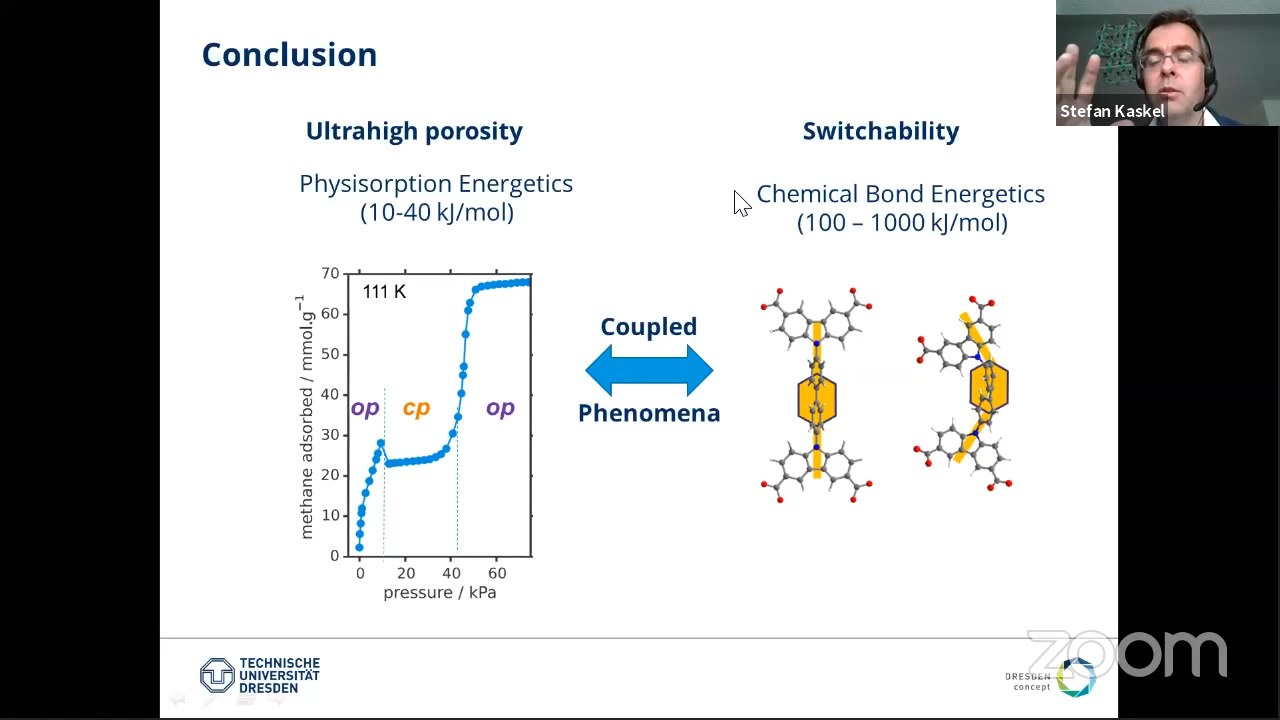 Conclusion
Stefan Kaskel
Ultrahigh porosity
Switchability
Physisorption Energetics
(10-40 kJ/mol)
Chemical Bond Energetics
(100 – 1000 kJ/mol)
methane adsorbed / mmol.g⁻¹
70
60
50
40
30
20
10
0
111 K
op
cp
op
0
20
40
60
pressure / kPa
Coupled
Phenomena
TECHNISCHE
UNIVERSITÄT
DRESDEN
DRESDEN
concept
zoom